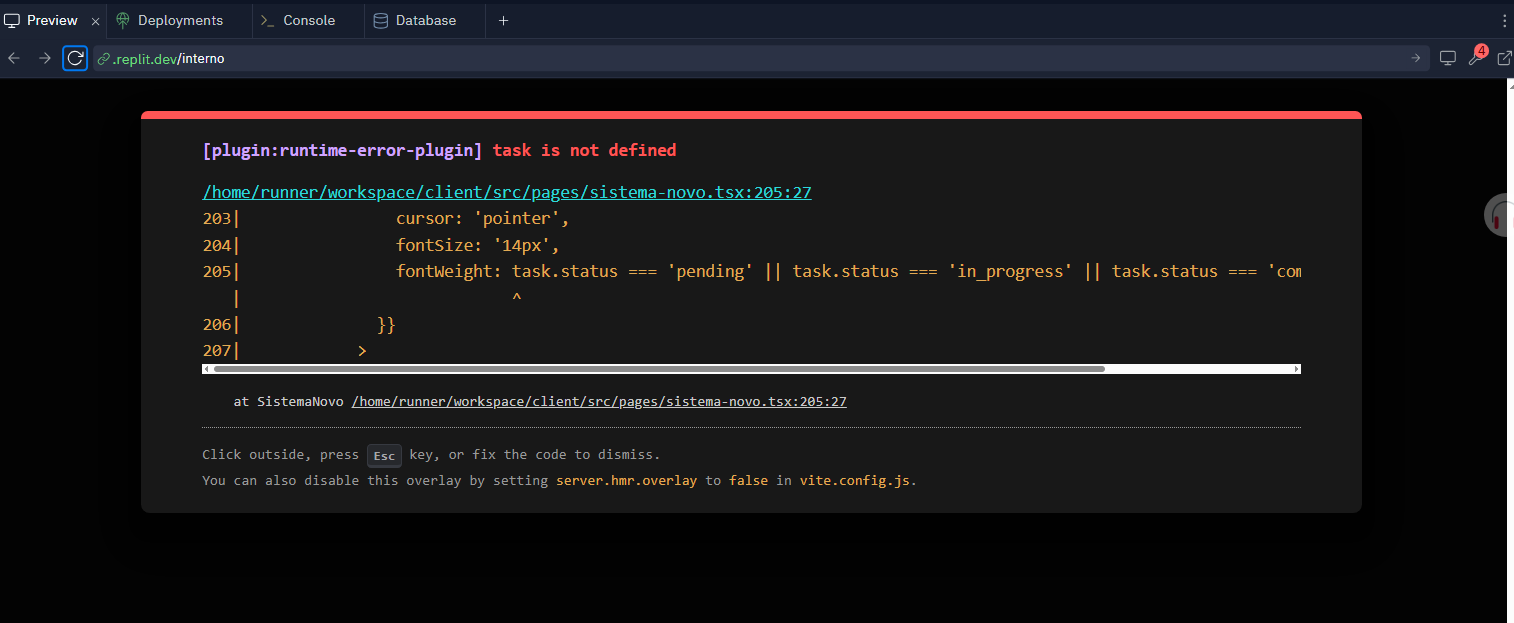 Preview × Deployments Console Database +
.replit.dev/interno 4
[plugin:runtime-error-plugin] task is not defined
/home/runner/workspace/client/src/pages/sistema-novo.tsx:205:27
203| cursor: 'pointer',
204| fontSize: '14px',
205| fontWeight: task.status === 'pending' || task.status === 'in_progress' || task.status === 'com
| ^
206| }}
207| >
at SistemaNovo /home/runner/workspace/client/src/pages/sistema-novo.tsx:205:27
Click outside, press Esc key, or fix the code to dismiss.
You can also disable this overlay by setting server.hmr.overlay to false in vite.config.js.